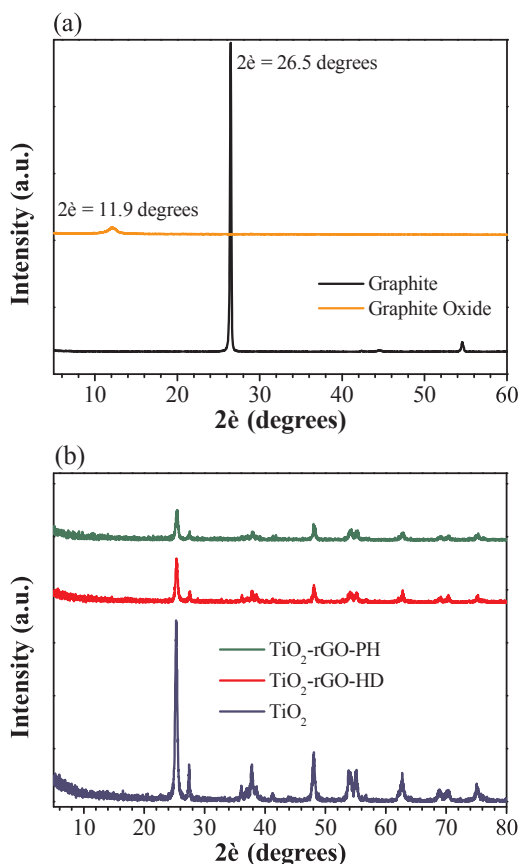 (a)
2è = 26.5 degrees
2è = 11.9 degrees
Graphite
Graphite Oxide
Intensity (a.u.)
10 20 30 40 50 60
2è (degrees)
(b)
TiO2-rGO-PH
TiO2-rGO-HD
TiO2
Intensity (a.u.)
10 20 30 40 50 60 70 80
2è (degrees)